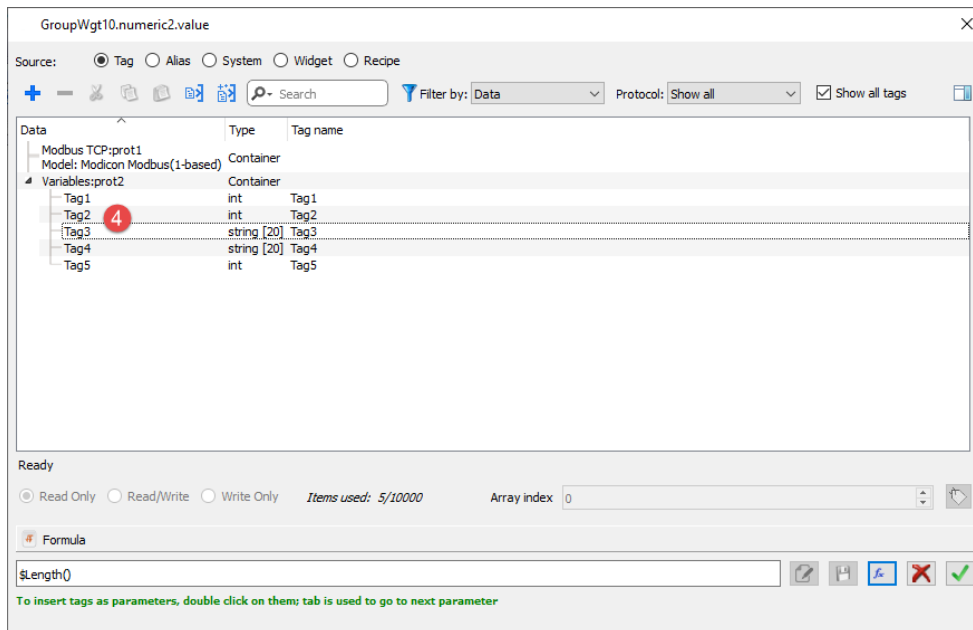 GroupWgt10.numeric2.value
Source: Tag Alias System Widget Recipe
Search Filter by: Data Protocol: Show all Show all tags
Data Type Tag name
Modbus TCP:prot1
Model: Modicon Modbus(1-based) Container
Variables:prot2 Container
Tag1 int Tag1
Tag2 int Tag2
4
Tag3 string [20] Tag3
Tag4 string [20] Tag4
Tag5 int Tag5
Ready
Read Only Read/Write Write Only Items used: 5/10000 Array index 0
Formula
$Length()
To insert tags as parameters, double click on them; tab is used to go to next parameter